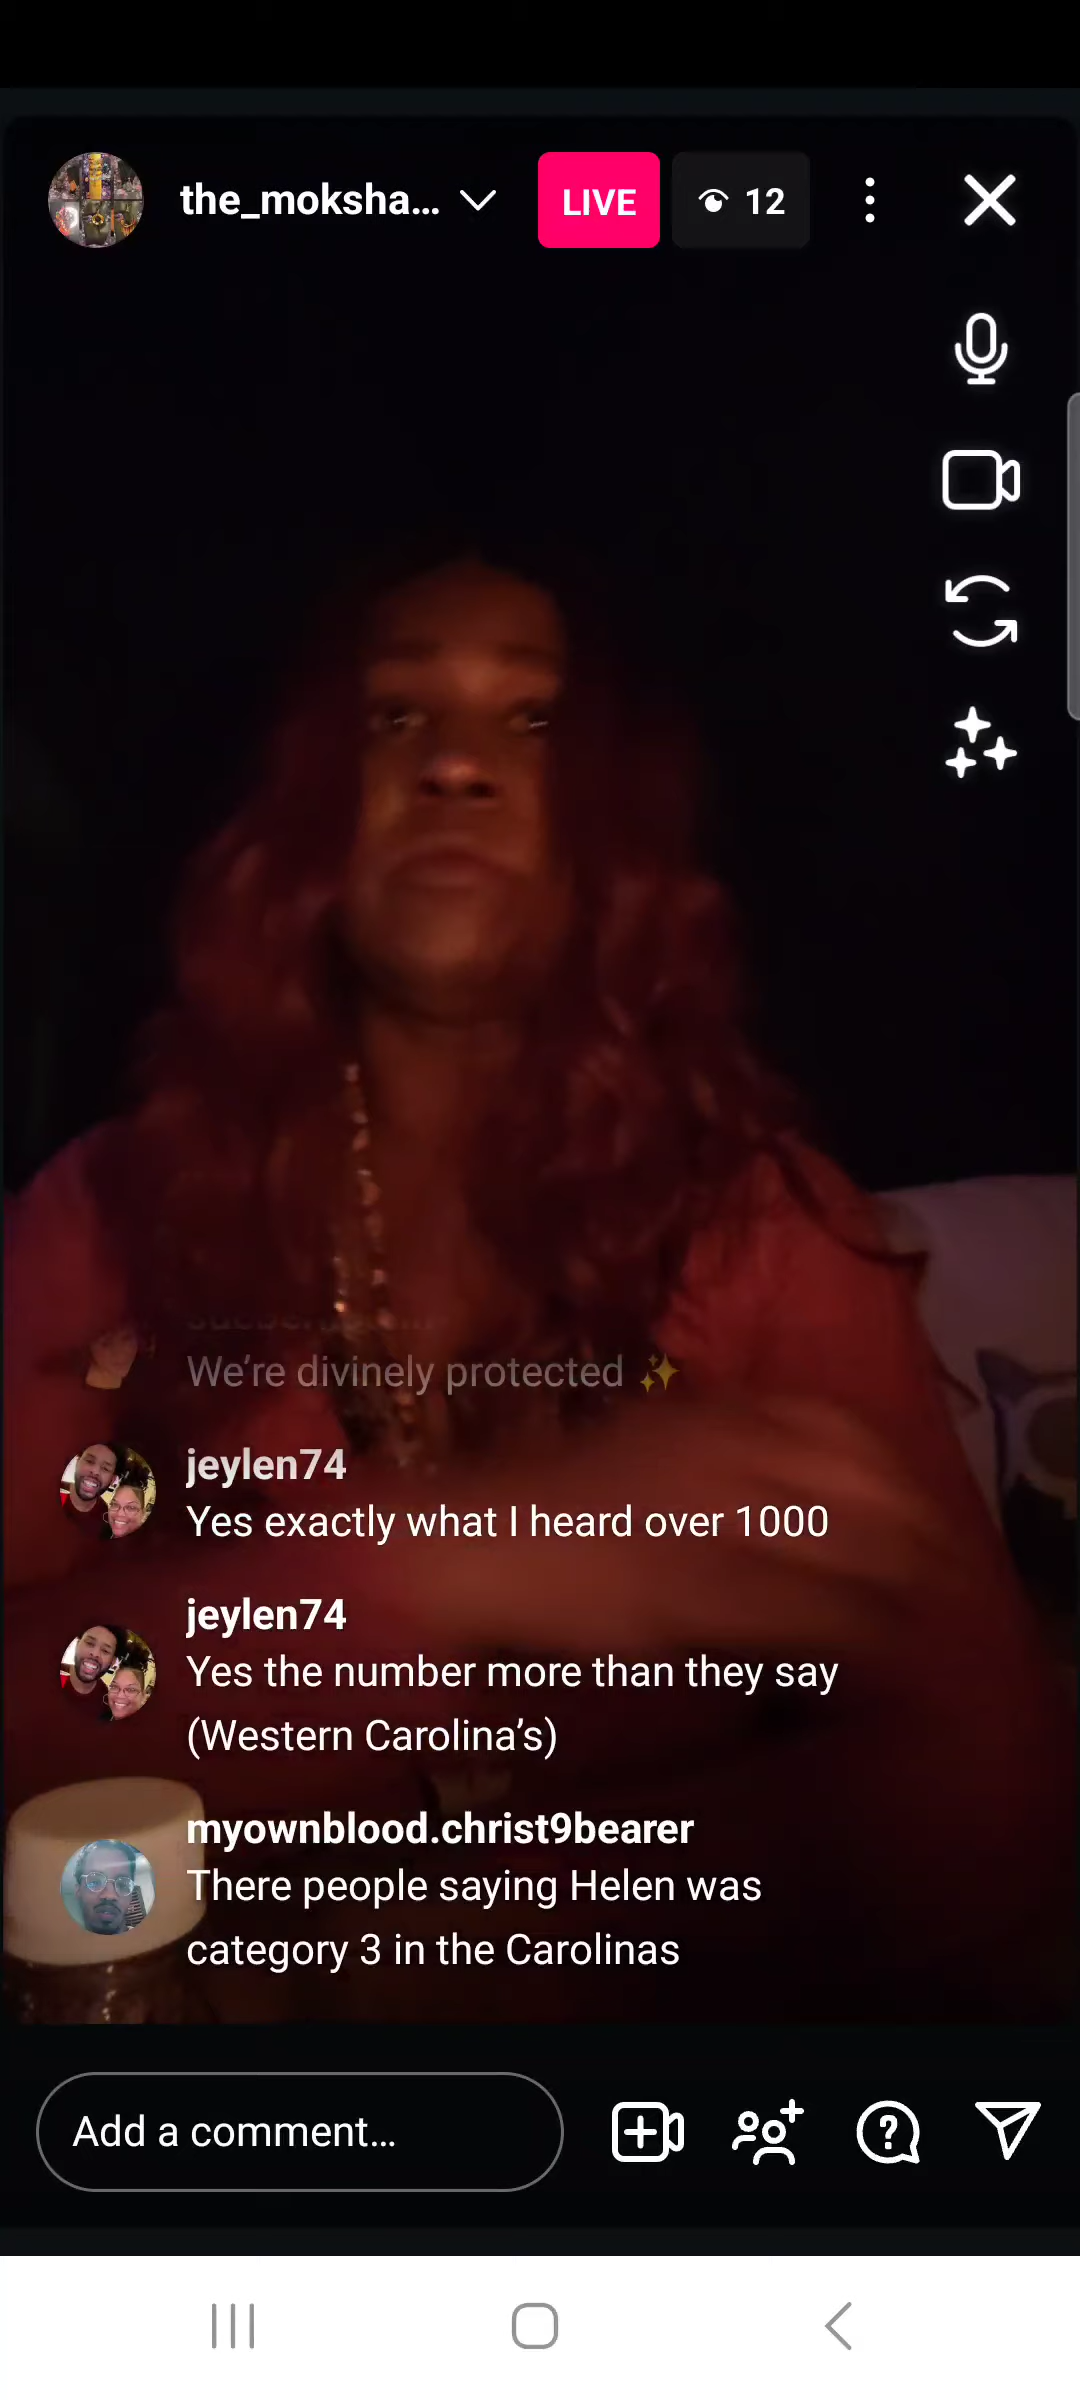 the_moksha...
LIVE
12
We're divinely protected ✨
jeylen74
Yes exactly what I heard over 1000
jeylen74
Yes the number more than they say
(Western Carolina's)
myownblood.christ9bearer
There people saying Helen was
category 3 in the Carolinas
Add a comment...